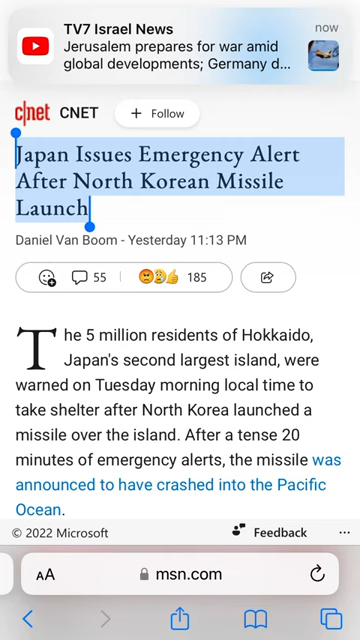 TV7 Israel News
now
Jerusalem prepares for war amid
global developments; Germany d...
c|net CNET + Follow
Japan Issues Emergency Alert
After North Korean Missile
Launch
Daniel Van Boom - Yesterday 11:13 PM
55
185
The 5 million residents of Hokkaido,
Japan's second largest island, were
warned on Tuesday morning local time to
take shelter after North Korea launched a
missile over the island. After a tense 20
minutes of emergency alerts, the missile was
announced to have crashed into the Pacific
Ocean.
© 2022 Microsoft
Feedback
...
AA
msn.com